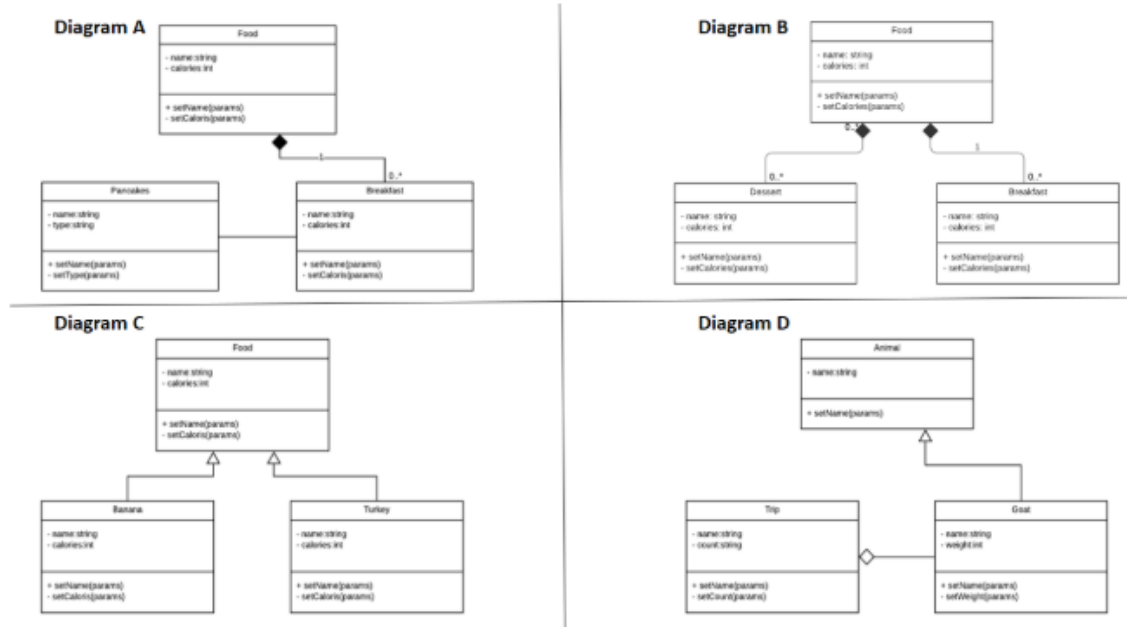 Diagram A
Food
- name:string
- calories:int
+ setName(params)
- setCaloris(params)
1
0..*
Pancakes
- name:string
- type:string
+ setName(params)
- setType(params)
Breakfast
- name:string
- calories:int
+ setName(params)
- setCaloris(params)
Diagram B
Food
- name: string
- calories: int
+ setName(params)
- setCalories(params)
0..*
1
0..*
0..*
Dessert
- name: string
- calories: int
+ setName(params)
- setCalories(params)
Breakfast
- name: string
- calories: int
+ setName(params)
- setCalories(params)
Diagram C
Food
- name:string
- calories:int
+ setName(params)
- setCaloris(params)
Banana
- name:string
- calories:int
+ setName(params)
- setCaloris(params)
Turkey
- name:string
- calories:int
+ setName(params)
- setCaloris(params)
Diagram D
Animal
- name:string
+ setName(params)
Trip
- name:string
- count:string
+ setName(params)
- setCount(params)
Goat
- name:string
- weight:int
+ setName(params)
- setWeight(params)